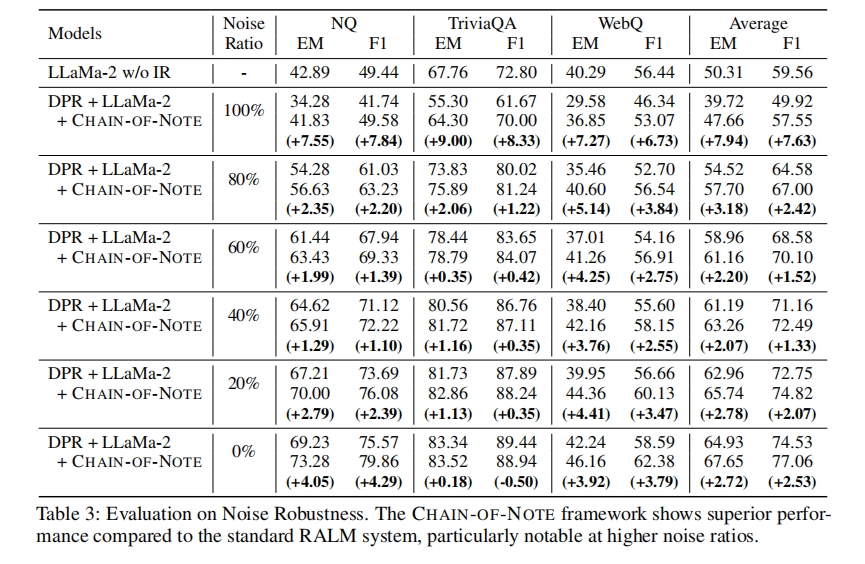 Models Noise Ratio NQ TriviaQA WebQ Average
EM F1 EM F1 EM F1 EM F1
LLaMa-2 w/o IR - 42.89 49.44 67.76 72.80 40.29 56.44 50.31 59.56
DPR + LLaMa-2 100% 34.28 41.74 55.30 61.67 29.58 46.34 39.72 49.92
+ CHAIN-OF-NOTE 41.83 49.58 64.30 70.00 36.85 53.07 47.66 57.55
(+7.55) (+7.84) (+9.00) (+8.33) (+7.27) (+6.73) (+7.94) (+7.63)
DPR + LLaMa-2 80% 54.28 61.03 73.83 80.02 35.46 52.70 54.52 64.58
+ CHAIN-OF-NOTE 56.63 63.23 75.89 81.24 40.60 56.54 57.70 67.00
(+2.35) (+2.20) (+2.06) (+1.22) (+5.14) (+3.84) (+3.18) (+2.42)
DPR + LLaMa-2 60% 61.44 67.94 78.44 83.65 37.01 54.16 58.96 68.58
+ CHAIN-OF-NOTE 63.43 69.33 78.79 84.07 41.26 56.91 61.16 70.10
(+1.99) (+1.39) (+0.35) (+0.42) (+4.25) (+2.75) (+2.20) (+1.52)
DPR + LLaMa-2 40% 64.62 71.12 80.56 86.76 38.40 55.60 61.19 71.16
+ CHAIN-OF-NOTE 65.91 72.22 81.72 87.11 42.16 58.15 63.26 72.49
(+1.29) (+1.10) (+1.16) (+0.35) (+3.76) (+2.55) (+2.07) (+1.33)
DPR + LLaMa-2 20% 67.21 73.69 81.73 87.89 39.95 56.66 62.96 72.75
+ CHAIN-OF-NOTE 70.00 76.08 82.86 88.24 44.36 60.13 65.74 74.82
(+2.79) (+2.39) (+1.13) (+0.35) (+4.41) (+3.47) (+2.78) (+2.07)
DPR + LLaMa-2 0% 69.23 75.57 83.34 89.44 42.24 58.59 64.93 74.53
+ CHAIN-OF-NOTE 73.28 79.86 83.52 88.94 46.16 62.38 67.65 77.06
(+4.05) (+4.29) (+0.18) (-0.50) (+3.92) (+3.79) (+2.72) (+2.53)
Table 3: Evaluation on Noise Robustness. The CHAIN-OF-NOTE framework shows superior perfor-
mance compared to the standard RALM system, particularly notable at higher noise ratios.